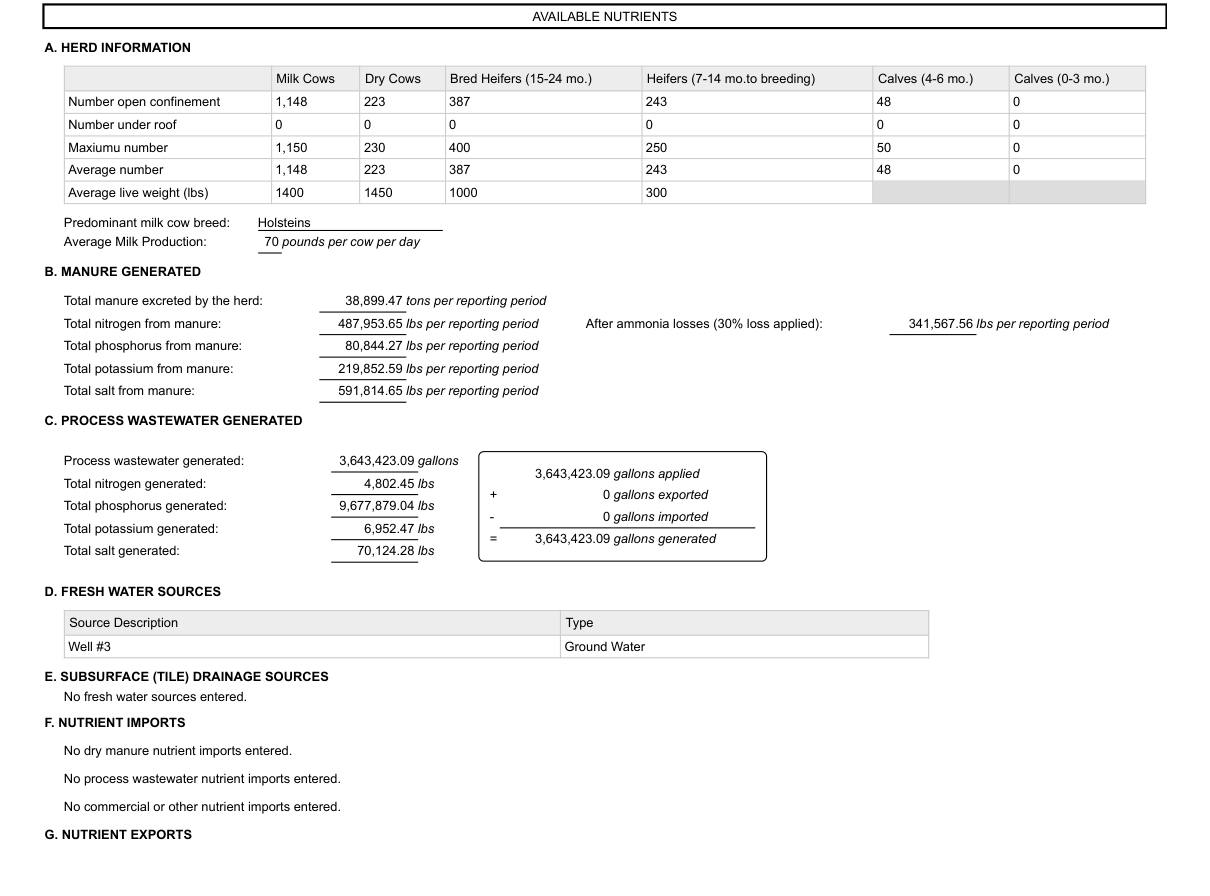 AVAILABLE NUTRIENTS
A. HERD INFORMATION
Milk Cows Dry Cows Bred Heifers (15-24 mo.) Heifers (7-14 mo.to breeding) Calves (4-6 mo.) Calves (0-3 mo.)
Number open confinement 1,148 223 387 243 48 0
Number under roof 0 0 0 0 0 0
Maxiumu number 1,150 230 400 250 50 0
Average number 1,148 223 387 243 48 0
Average live weight (lbs) 1400 1450 1000 300
Predominant milk cow breed: Holsteins
Average Milk Production: 70 pounds per cow per day
B. MANURE GENERATED
Total manure excreted by the herd: 38,899.47 tons per reporting period
Total nitrogen from manure: 487,953.65 lbs per reporting period After ammonia losses (30% loss applied): 341,567.56 lbs per reporting period
Total phosphorus from manure: 80,844.27 lbs per reporting period
Total potassium from manure: 219,852.59 lbs per reporting period
Total salt from manure: 591,814.65 lbs per reporting period
C. PROCESS WASTEWATER GENERATED
Process wastewater generated: 3,643,423.09 gallons
Total nitrogen generated: 4,802.45 lbs
Total phosphorus generated: 9,677,879.04 lbs
Total potassium generated: 6,952.47 lbs
Total salt generated: 70,124.28 lbs
3,643,423.09 gallons applied
+ 0 gallons exported
- 0 gallons imported
= 3,643,423.09 gallons generated
D. FRESH WATER SOURCES
Source Description Type
Well #3 Ground Water
E. SUBSURFACE (TILE) DRAINAGE SOURCES
No fresh water sources entered.
F. NUTRIENT IMPORTS
No dry manure nutrient imports entered.
No process wastewater nutrient imports entered.
No commercial or other nutrient imports entered.
G. NUTRIENT EXPORTS